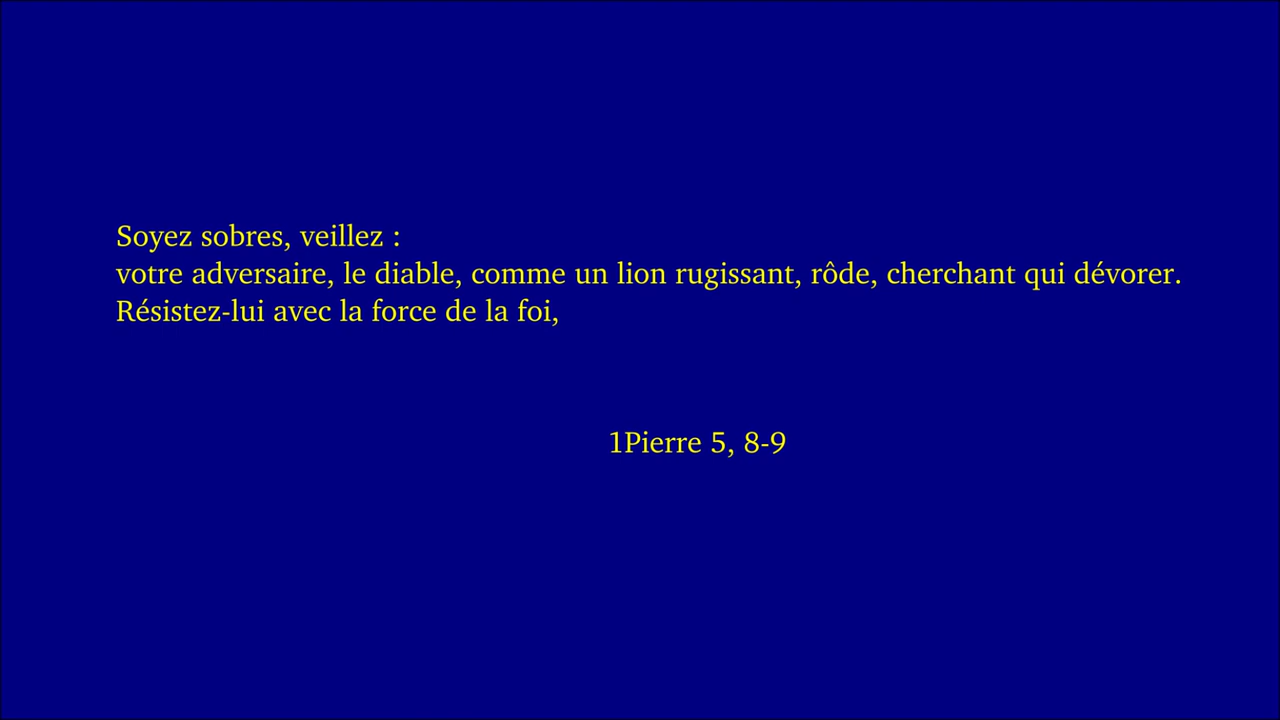 Soyez sobres, veillez :
votre adversaire, le diable, comme un lion rugissant, rôde, cherchant qui dévorer.
Résistez-lui avec la force de la foi,
1Pierre 5, 8-9